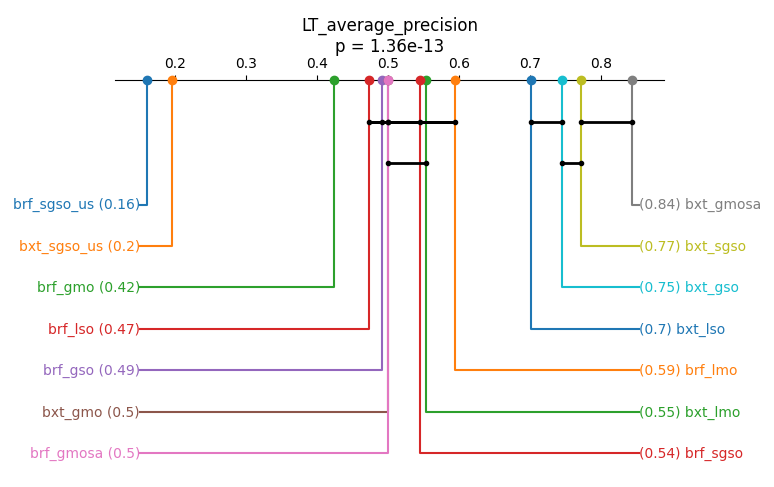 LT_average_precision
p = 1.36e-13
0.2 0.3 0.4 0.5 0.6 0.7 0.8
brf_sgso_us (0.16) (0.84) bxt_gmosa
bxt_sgso_us (0.2) (0.77) bxt_sgso
brf_gmo (0.42) (0.75) bxt_gso
brf_lso (0.47) (0.7) bxt_lso
brf_gso (0.49) (0.59) brf_lmo
bxt_gmo (0.5) (0.55) bxt_lmo
brf_gmosa (0.5) (0.54) brf_sgso